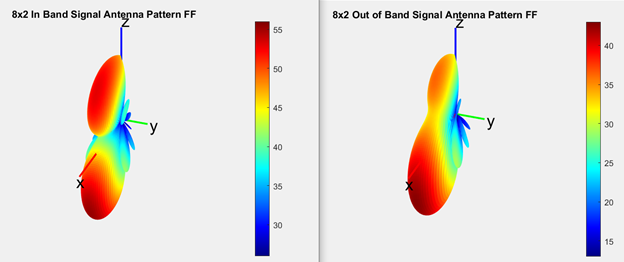 8x2 In Band Signal Antenna Pattern FF
z
y
x
55
50
45
40
35
30
8x2 Out of Band Signal Antenna Pattern FF
z
y
x
40
35
30
25
20
15